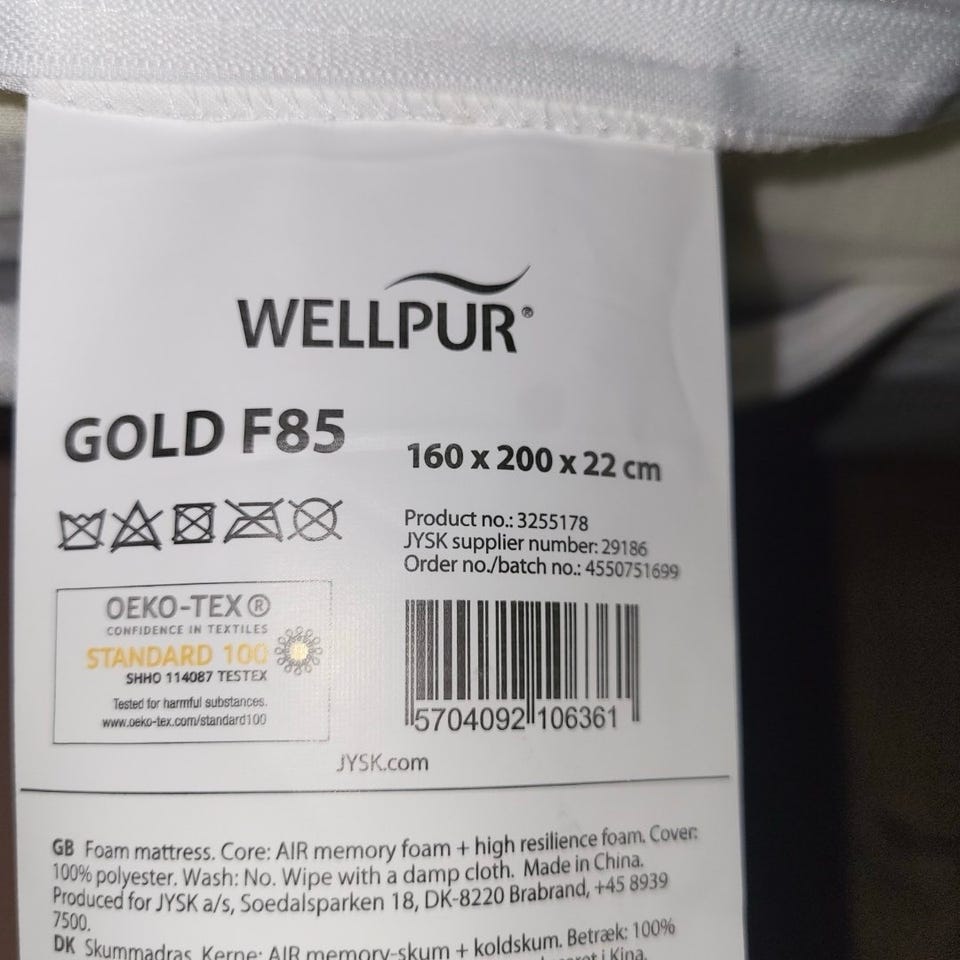 WELLPUR®
GOLD F85
160 x 200 x 22 cm
Product no.: 3255178
JYSK supplier number: 29186
Order no./batch no.: 4550751699
OEKO-TEX®
CONFIDENCE IN TEXTILES
STANDARD 100
SHHO 114087 TESTEX
Tested for harmful substances.
www.oeko-tex.com/standard100
5704092106361
JYSK.com
GB Foam mattress. Core: AIR memory foam + high resilience foam. Cover:
100% polyester. Wash: No. Wipe with a damp cloth. Made in China.
Produced for JYSK a/s, Soedalsparken 18, DK-8220 Brabrand, +45 8939
7500.
DK Skummadras. Kerne: AIR memory-skum + koldskum. Betræk: 100%
i Kina.